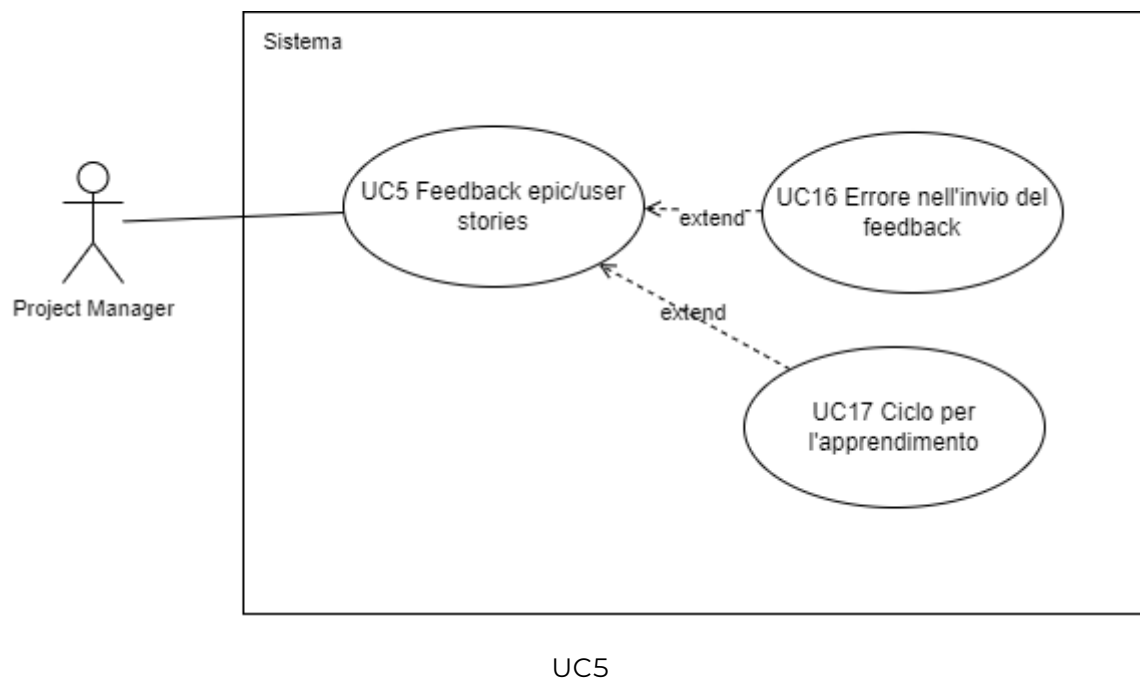 Sistema
UC5 Feedback epic/user
stories
extend
UC16 Errore nell'invio del
feedback
Project Manager
extend
UC17 Ciclo per
l'apprendimento
UC5